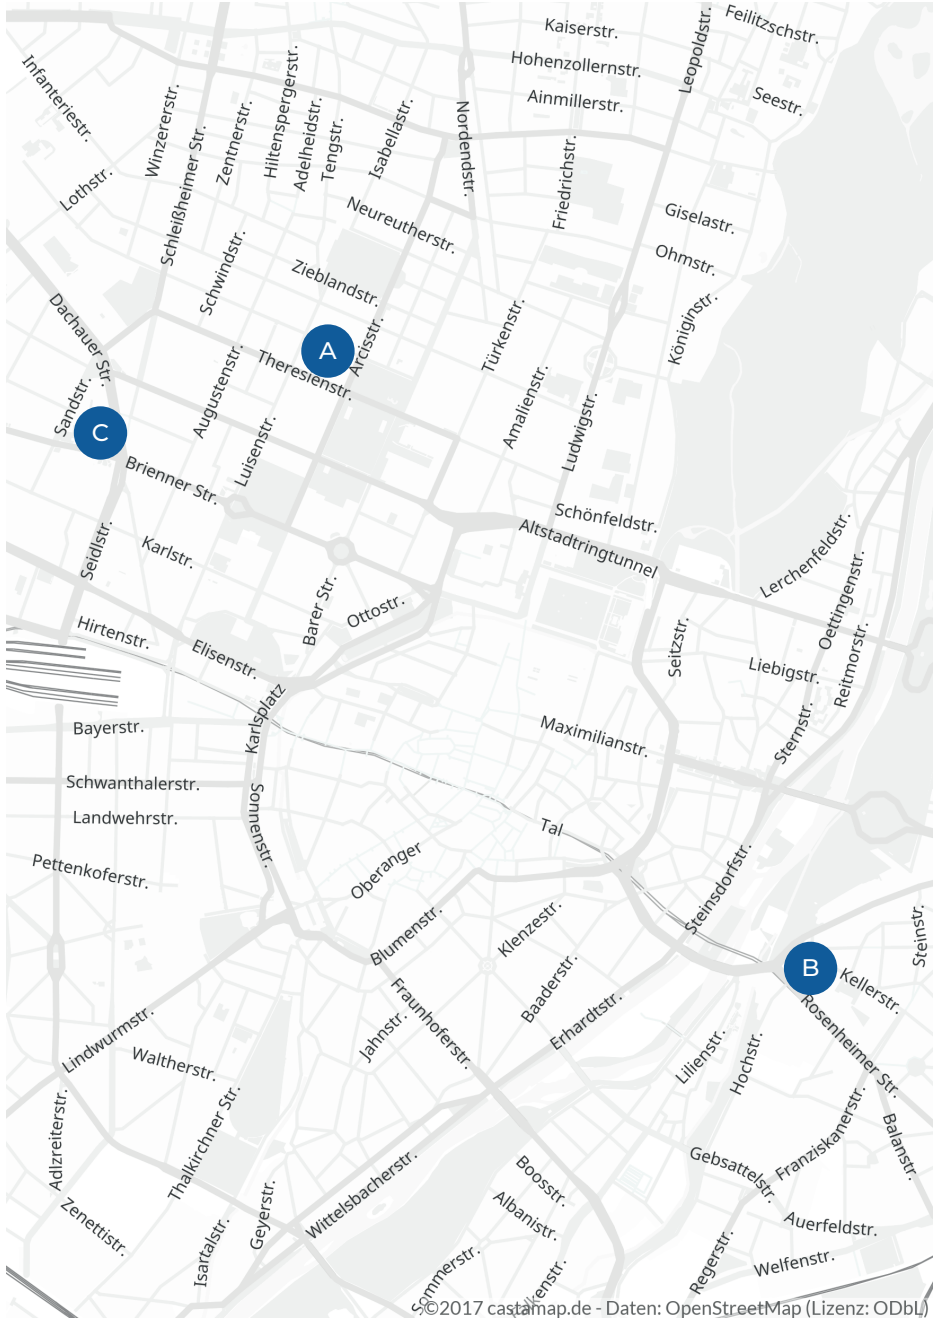 Kaiserstr.
Leopoldstr.
Feilitzschstr.
Hohenzollernstr.
Infanteriestr.
Winzererstr.
Schleißheimer Str.
Zentnerstr.
Hiltenspergerstr.
Adelheidstr.
Tengstr.
Isabellastr.
Nordendstr.
Ainmillerstr.
Seestr.
Friedrichstr.
Lothstr.
Neureutherstr.
Giselastr.
Schwindstr.
Zieblandstr.
Ohmstr.
Königinstr.
Dachauer Str.
Türkenstr.
A
Arcisstr.
Theresienstr.
Sandstr.
Augustenstr.
Amalienstr.
Ludwigstr.
C
Luisenstr.
Brienner Str.
Schönfeldstr.
Altstadtringtunnel
Seidlstr.
Karlstr.
Lerchenfeldstr.
Barer Str.
Ottostr.
Oettingenstr.
Hirtenstr.
Elisenstr.
Seitzstr.
Liebigstr.
Reitmorstr.
Karlsplatz
Bayerstr.
Maximilianstr.
Sternstr.
Schwanthalerstr.
Sonnenstr.
Landwehrstr.
Tal
Pettenkoferstr.
Oberanger
Steinsdorfstr.
Blumenstr.
Klenzestr.
Steinstr.
Baaderstr.
B
Kellerstr.
Fraunhoferstr.
Erhardtstr.
Rosenheimer Str.
Lindwurmstr.
Jahnstr.
Waltherstr.
Lilienstr.
Hochstr.
Adlzreiterstr.
Thalkirchner Str.
Franziskanerstr.
Balanstr.
Gebsattelstr.
Zenettistr.
Isartalstr.
Geyerstr.
Wittelsbacherstr.
Boosstr.
Albanistr.
Auerfeldstr.
Regerstr.
Welfenstr.
Sommerstr.
©2017 castamap.de - Daten: OpenStreetMap (Lizenz: ODbL)